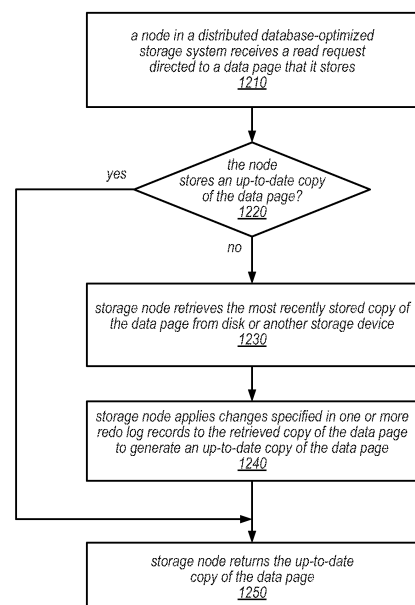 a node in a distributed database-optimized
storage system receives a read request
directed to a data page that it stores
1210
the node
stores an up-to-date copy
of the data page?
1220
yes
no
storage node retrieves the most recently stored copy of
the data page from disk or another storage device
1230
storage node applies changes specified in one or more
redo log records to the retrieved copy of the data page
to generate an up-to-date copy of the data page
1240
storage node returns the up-to-date
copy of the data page
1250